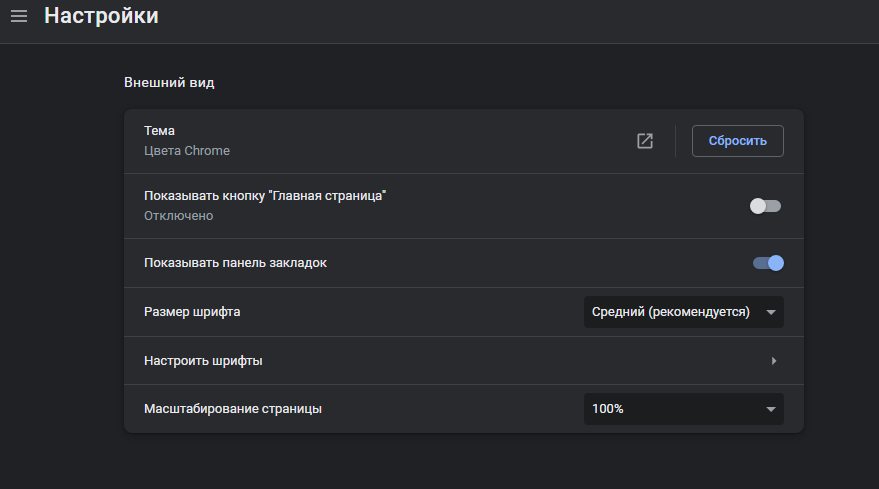 Настройки
Внешний вид
Тема
Цвета Chrome
Сбросить
Показывать кнопку "Главная страница"
Отключено
Показывать панель закладок
Размер шрифта
Средний (рекомендуется)
Настроить шрифты
Масштабирование страницы
100%